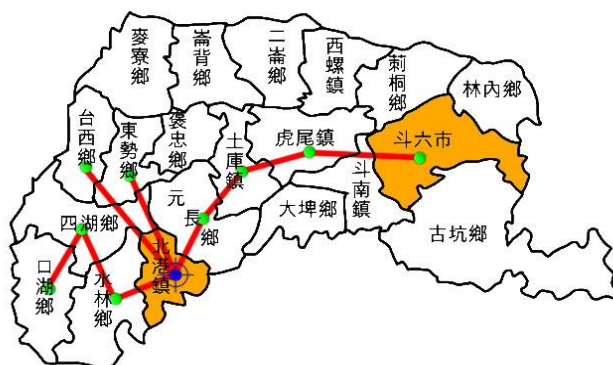 麥寮鄉
崙背鄉
二崙鄉
西螺鎮
莿桐鄉
林內鄉
台西鄉
東勢鄉
褒忠鄉
土庫鎮
虎尾鎮
斗六市
四湖鄉
元長鄉
大埤鄉
斗南鎮
古坑鄉
口湖鄉
水林鄉
北港鎮